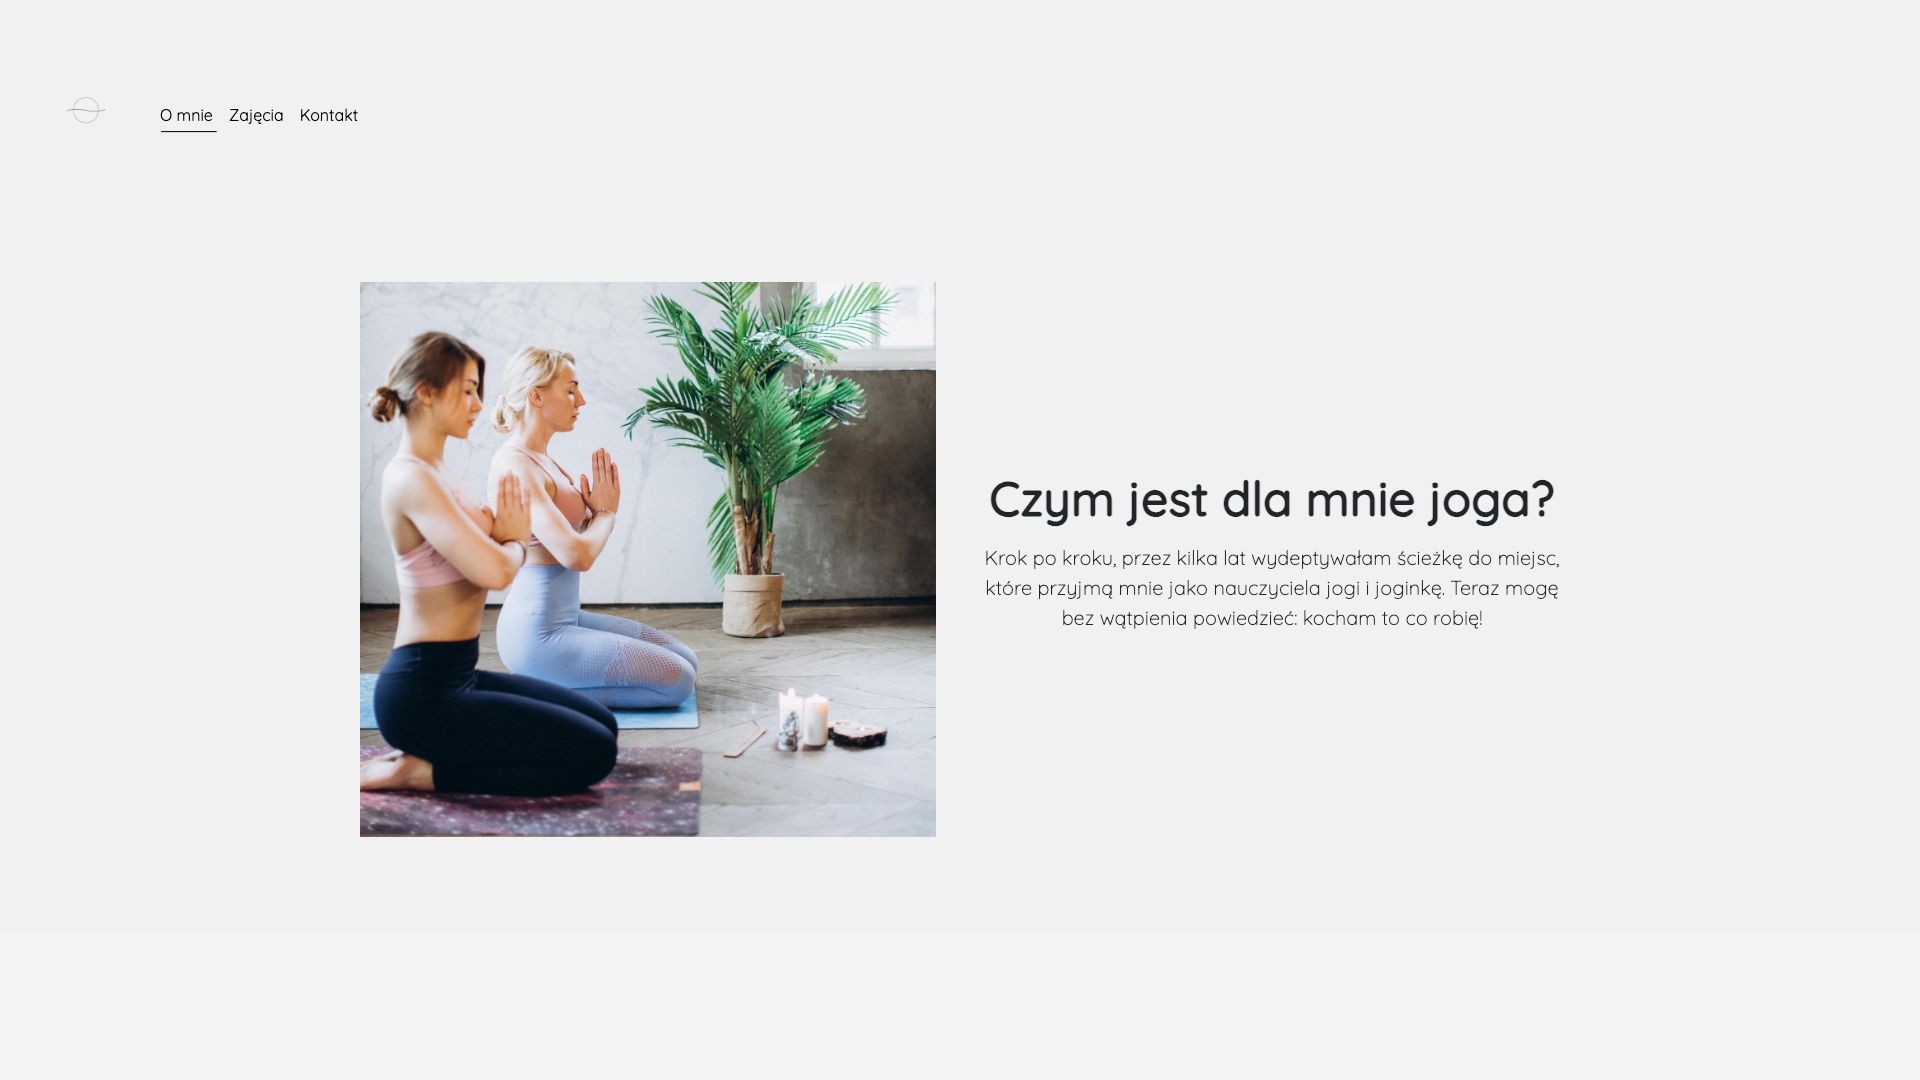 O mnie Zajęcia Kontakt
Czym jest dla mnie joga?
Krok po kroku, przez kilka lat wydeptywałam ścieżkę do miejsc,
które przyjmą mnie jako nauczyciela jogi i joginkę. Teraz mogę
bez wątpienia powiedzieć: kocham to co robię!